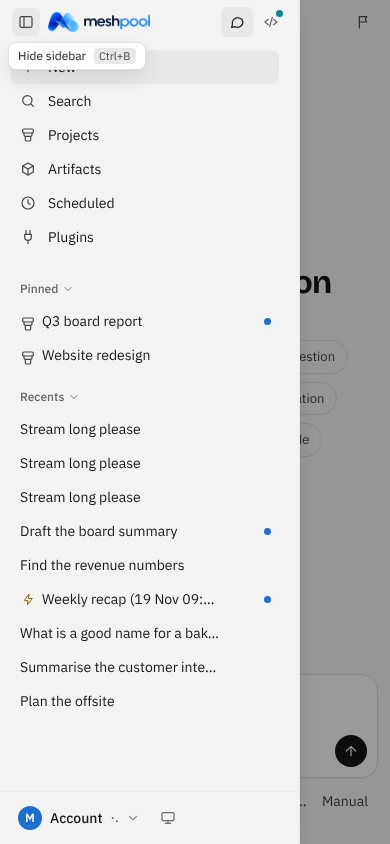 meshpool
Hide sidebar Ctrl+B
New
Search
Projects
Artifacts
Scheduled
Plugins
Pinned
Q3 board report
Website redesign
Recents
Stream long please
Stream long please
Stream long please
Draft the board summary
Find the revenue numbers
Weekly recap (19 Nov 09:...
What is a good name for a bak...
Summarise the customer inte...
Plan the offsite
on
estion
ation
le
M Account
Manual